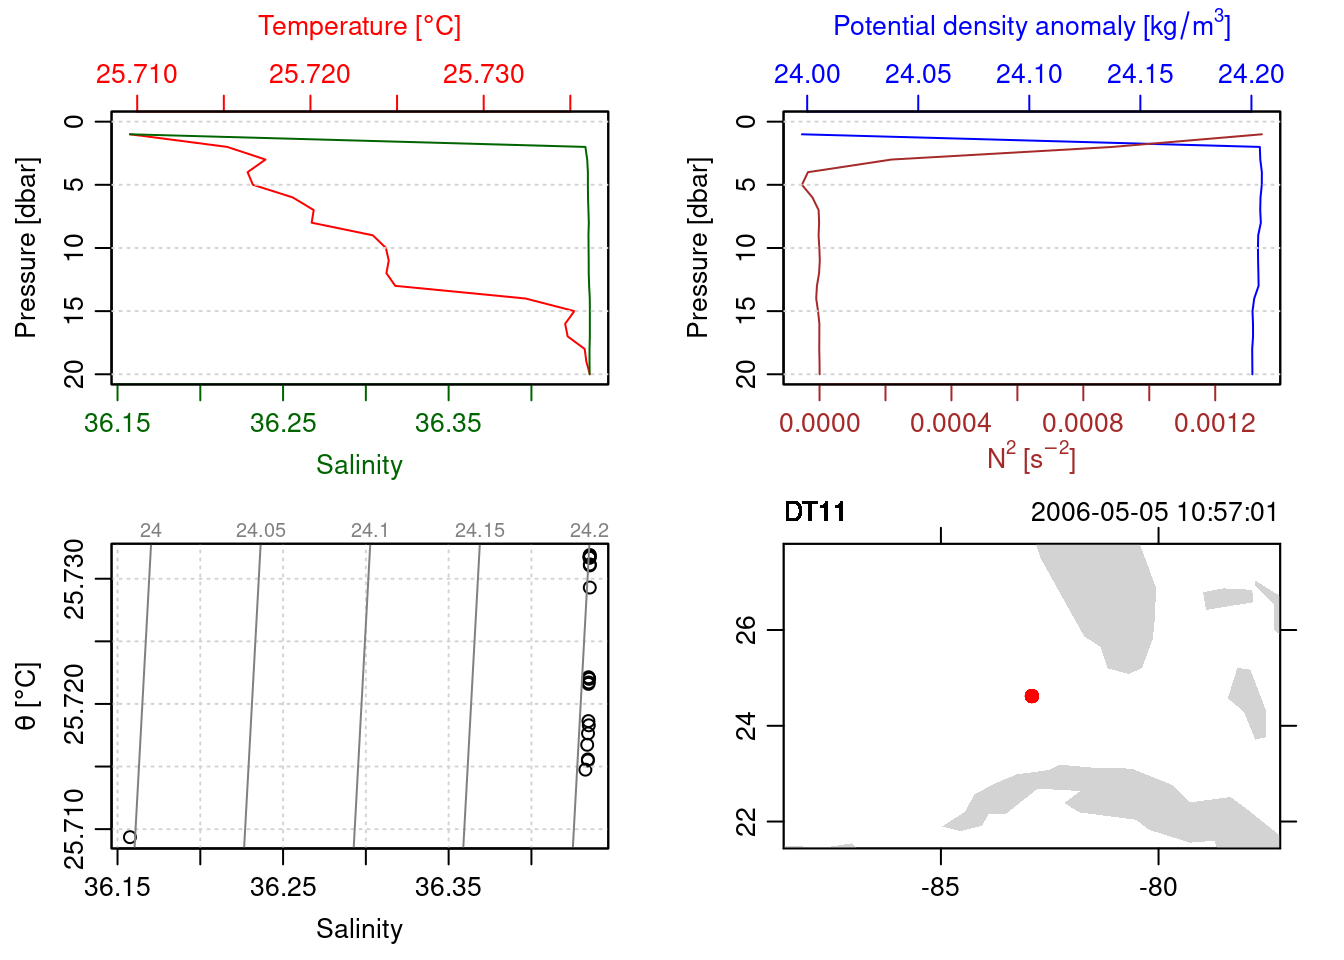 Temperature [°C]
25.710 25.720 25.730
Pressure [dbar]
0
5
10
15
20
36.15 36.25 36.35
Salinity
Potential density anomaly [kg/m³]
24.00 24.05 24.10 24.15 24.20
Pressure [dbar]
0
5
10
15
20
0.0000 0.0004 0.0008 0.0012
N² [s⁻²]
24 24.05 24.1 24.15 24.2
θ [°C]
25.730
25.720
25.710
36.15 36.25 36.35
Salinity
DT11 2006-05-05 10:57:01
26
24
22
-85 -80